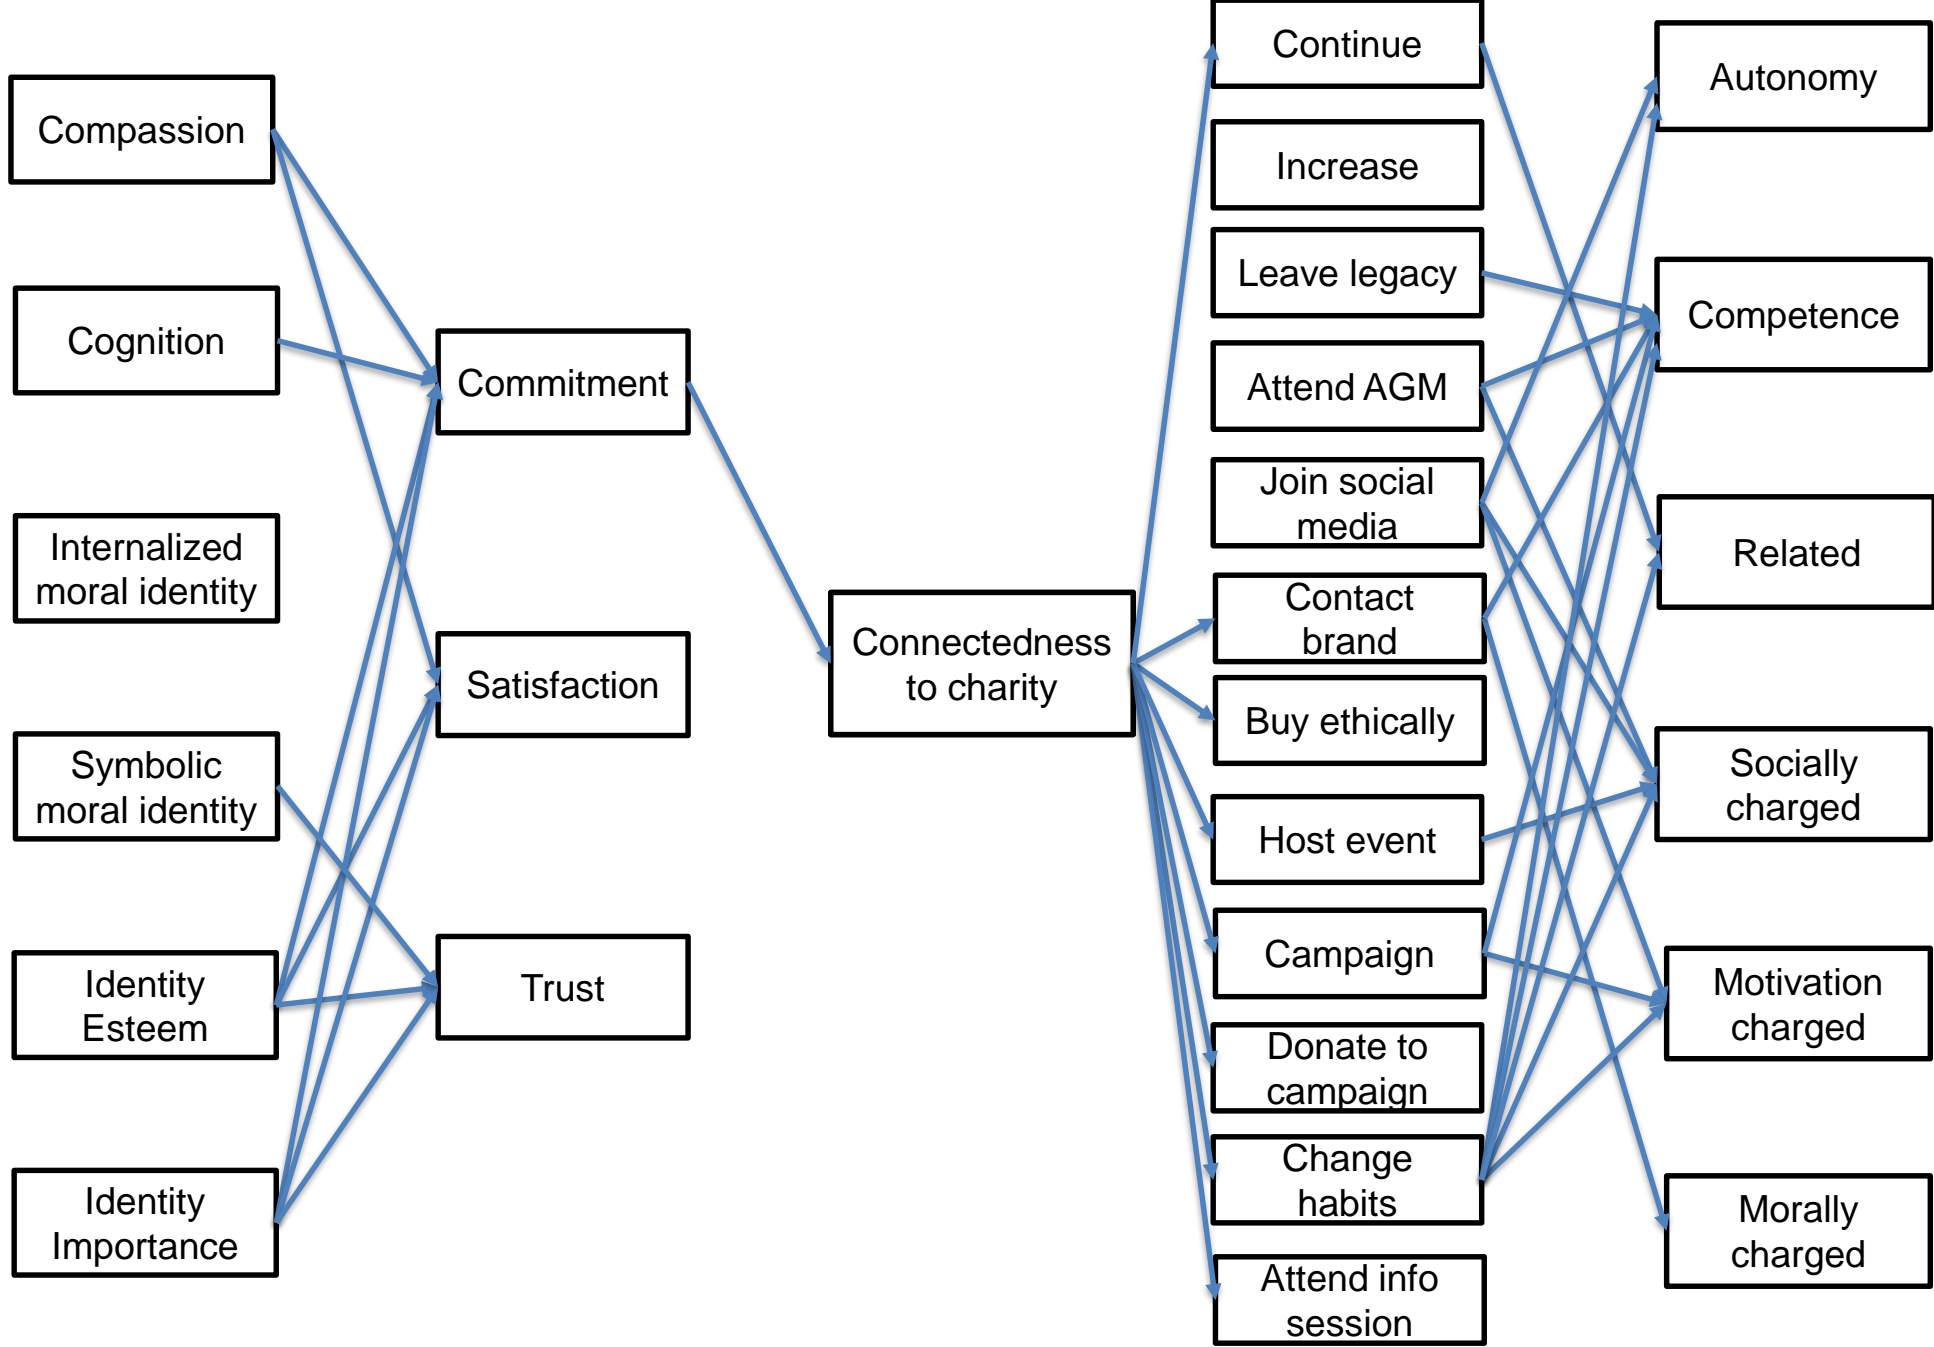 Compassion
Cognition
Internalized
moral identity
Symbolic
moral identity
Identity
Esteem
Identity
Importance
Commitment
Satisfaction
Trust
Connectedness
to charity
Continue
Increase
Leave legacy
Attend AGM
Join social
media
Contact
brand
Buy ethically
Host event
Campaign
Donate to
campaign
Change
habits
Attend info
session
Autonomy
Competence
Related
Socially
charged
Motivation
charged
Morally
charged